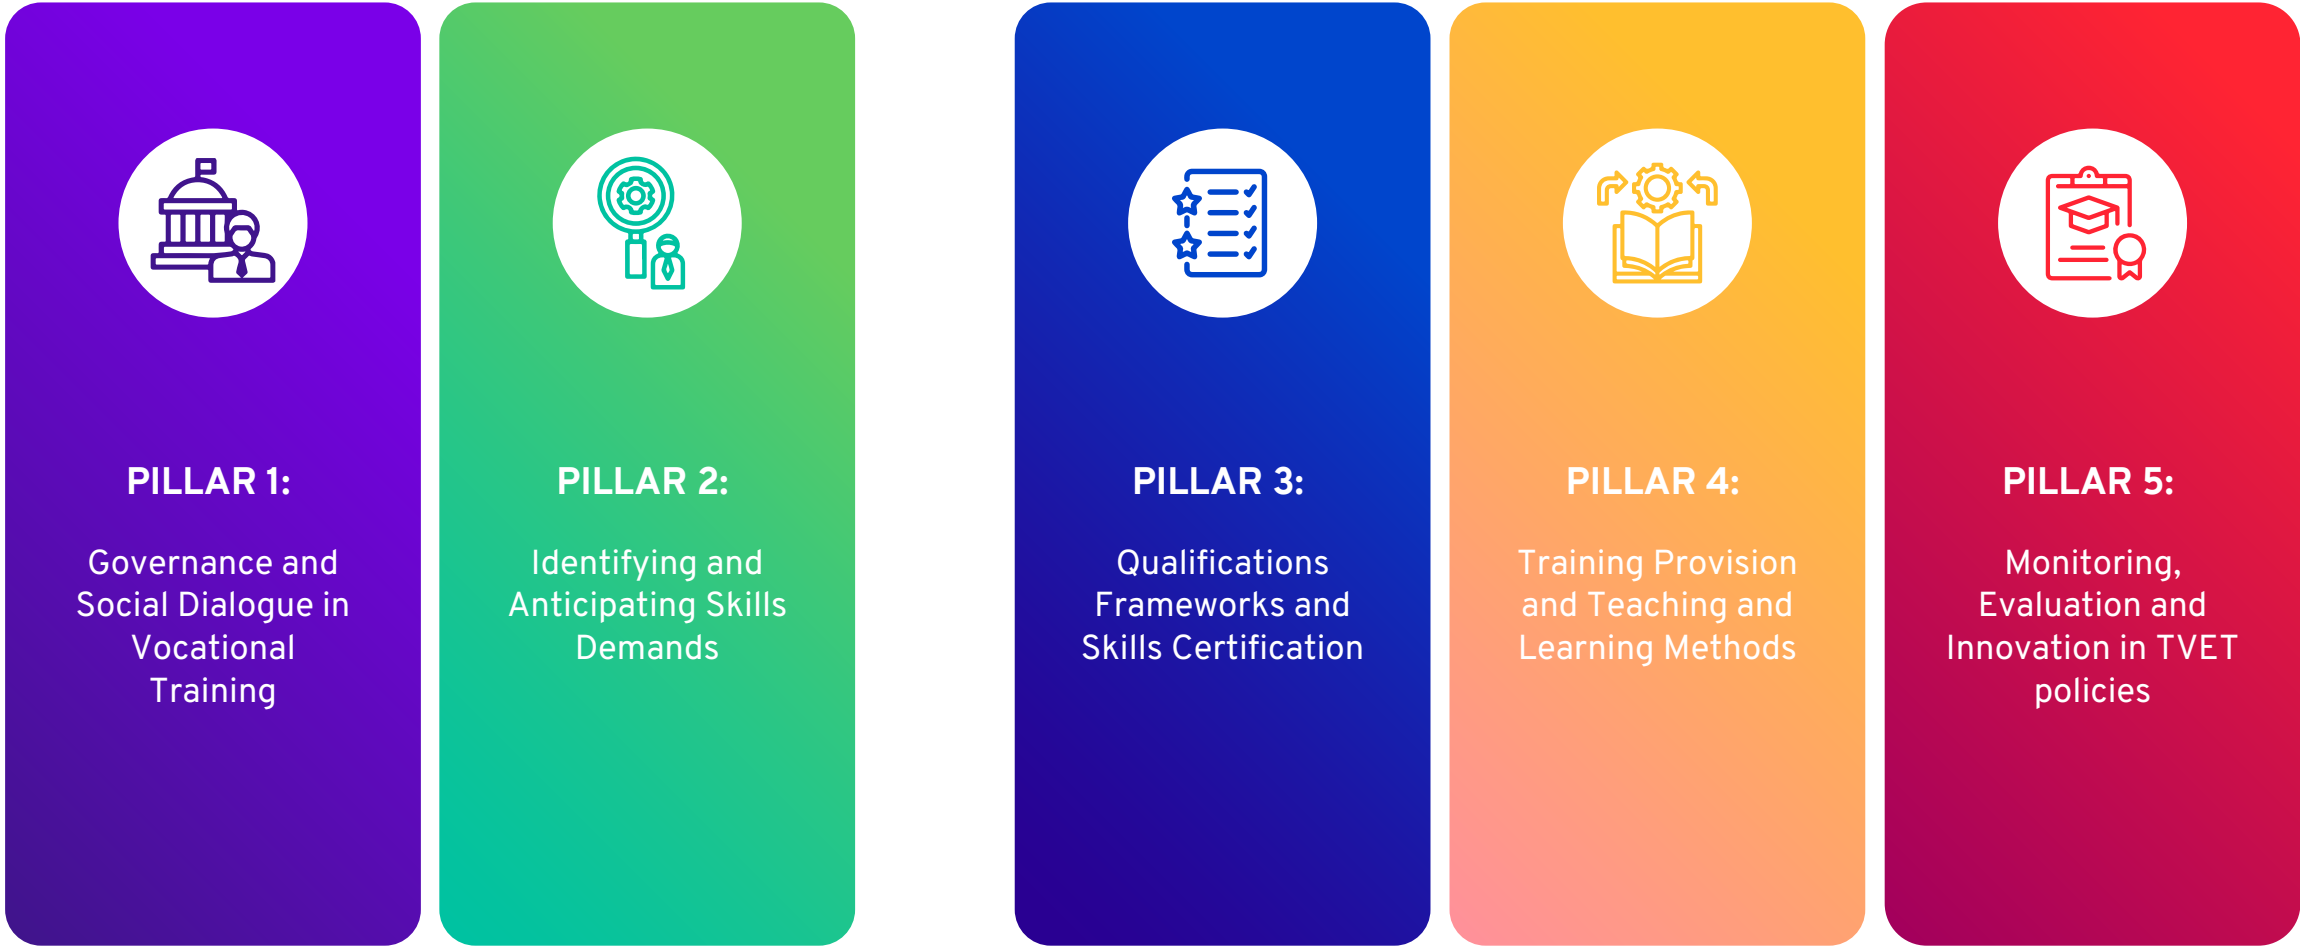 PILLAR 1:
Governance and
Social Dialogue in
Vocational
Training
PILLAR 2:
Identifying and
Anticipating Skills
Demands
PILLAR 3:
Qualifications
Frameworks and
Skills Certification
PILLAR 4:
Training Provision
and Teaching and
Learning Methods
PILLAR 5:
Monitoring,
Evaluation and
Innovation in TVET
policies